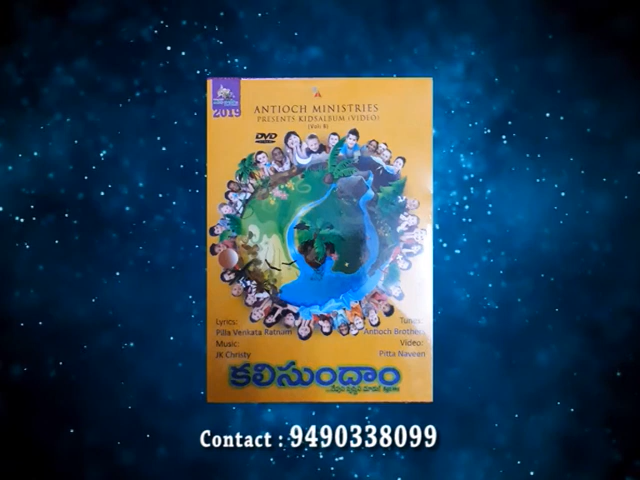 2019
ANTIOCH MINISTRIES
PRESENTS KIDSALBUM (VIDEO)
DVD
Lyrics:
Pilla Venkata Ratnam
Music:
JK Christy
Tunes:
Antioch Brothers
Video:
Pitta Naveen
కలిసుందాం
Contact : 9490338099